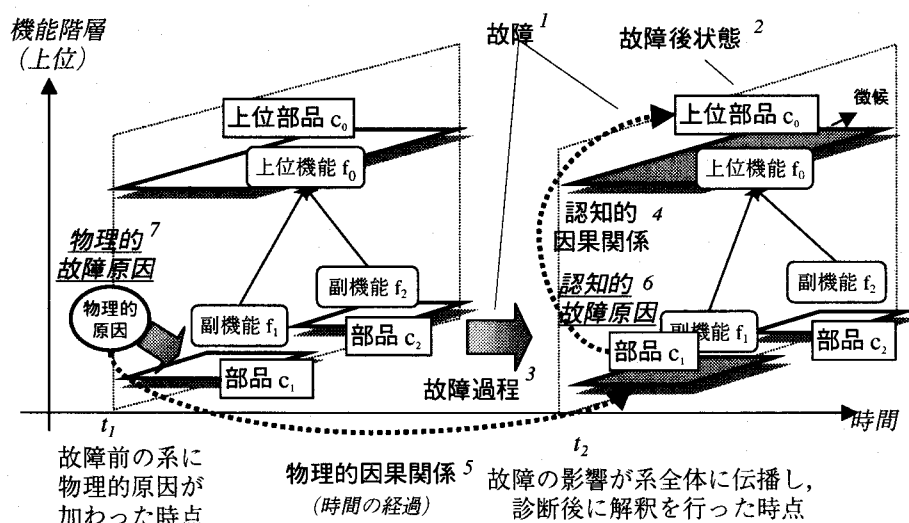 機能階層
(上位)
故障 1
故障後状態 2
徴候
上位部品 c₀
上位機能 f₀
上位部品 c₀
上位機能 f₀
物理的 7
故障原因
物理的
原因
副機能 f₁
副機能 f₂
部品 c₁
部品 c₂
故障過程 3
認知的 4
因果関係
認知的 6
故障原因
副機能 f₁
副機能 f₂
部品 c₁
部品 c₂
時間
t₁
故障前の系に
物理的原因が
加わった時点
物理的因果関係 5
(時間の経過)
t₂
故障の影響が系全体に伝播し,
診断後に解釈を行った時点